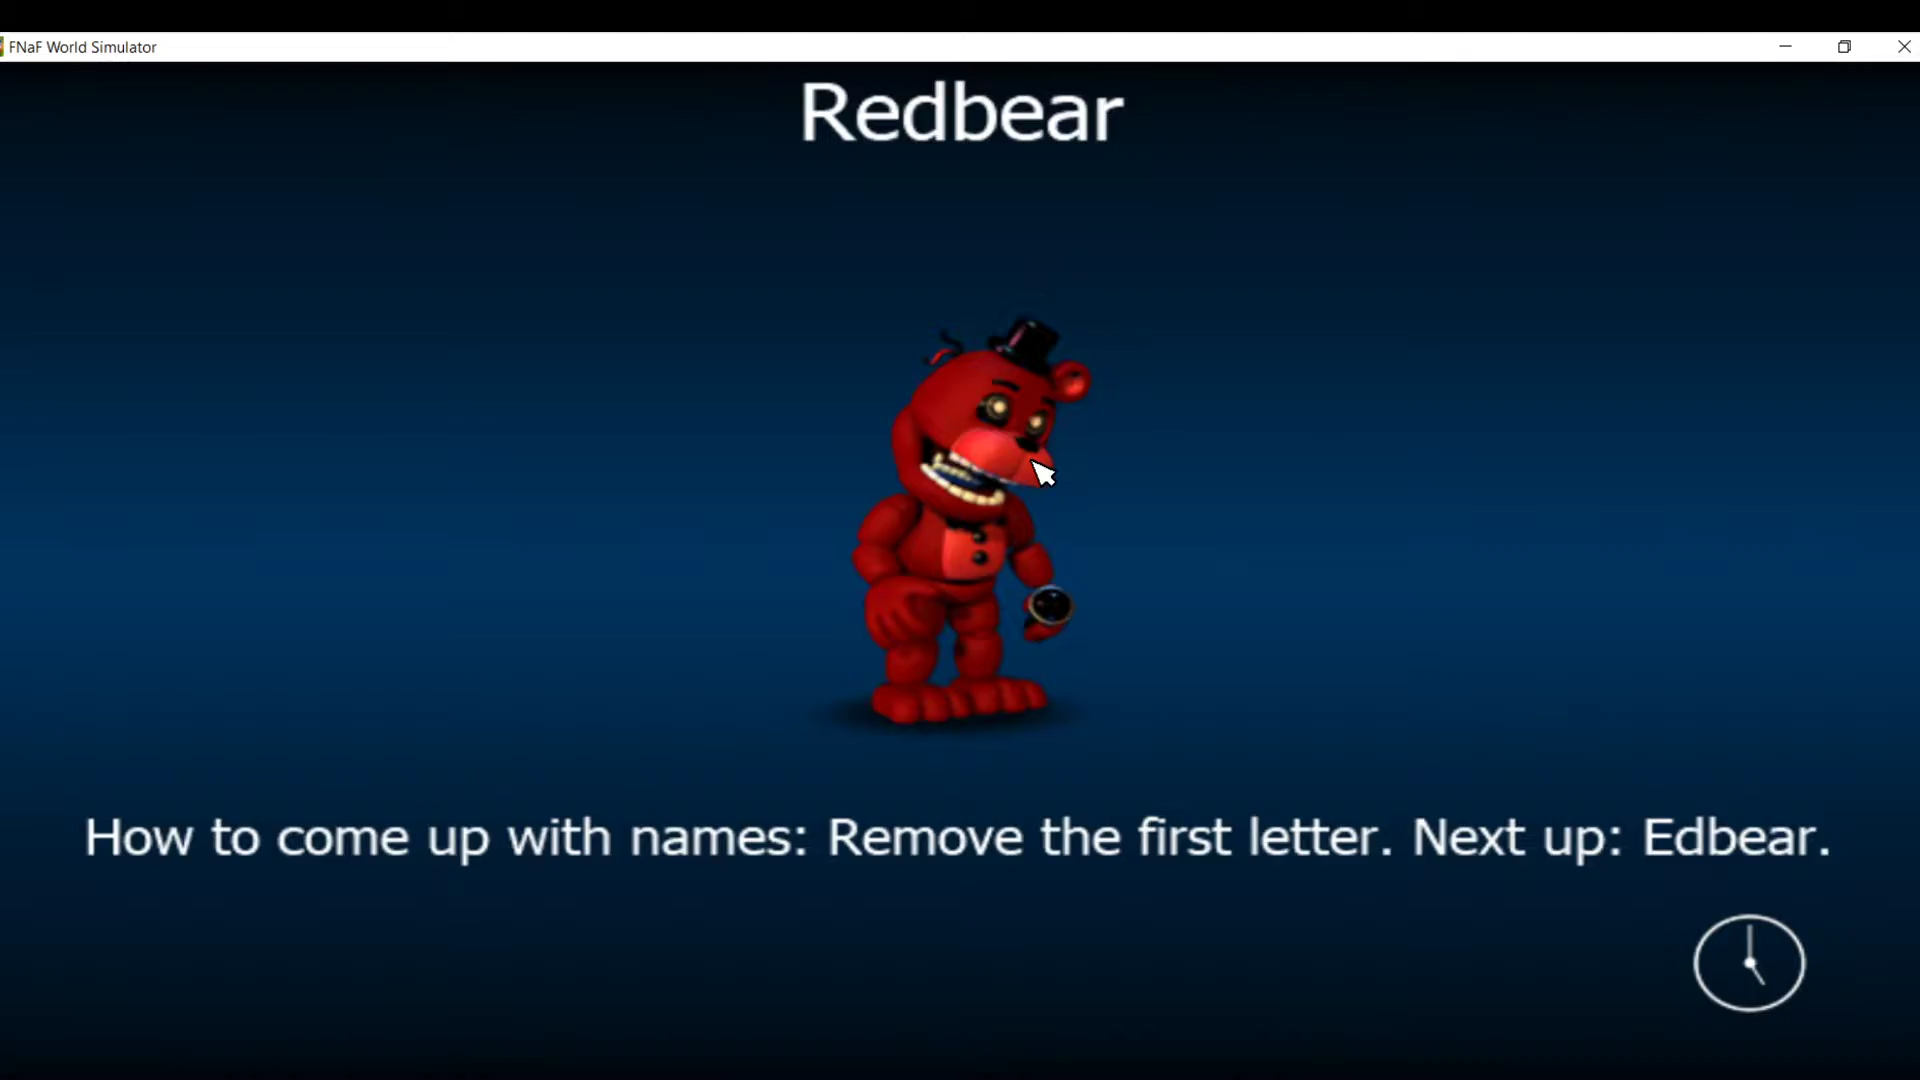 FNaF World Simulator
Redbear
How to come up with names: Remove the first letter. Next up: Edbear.